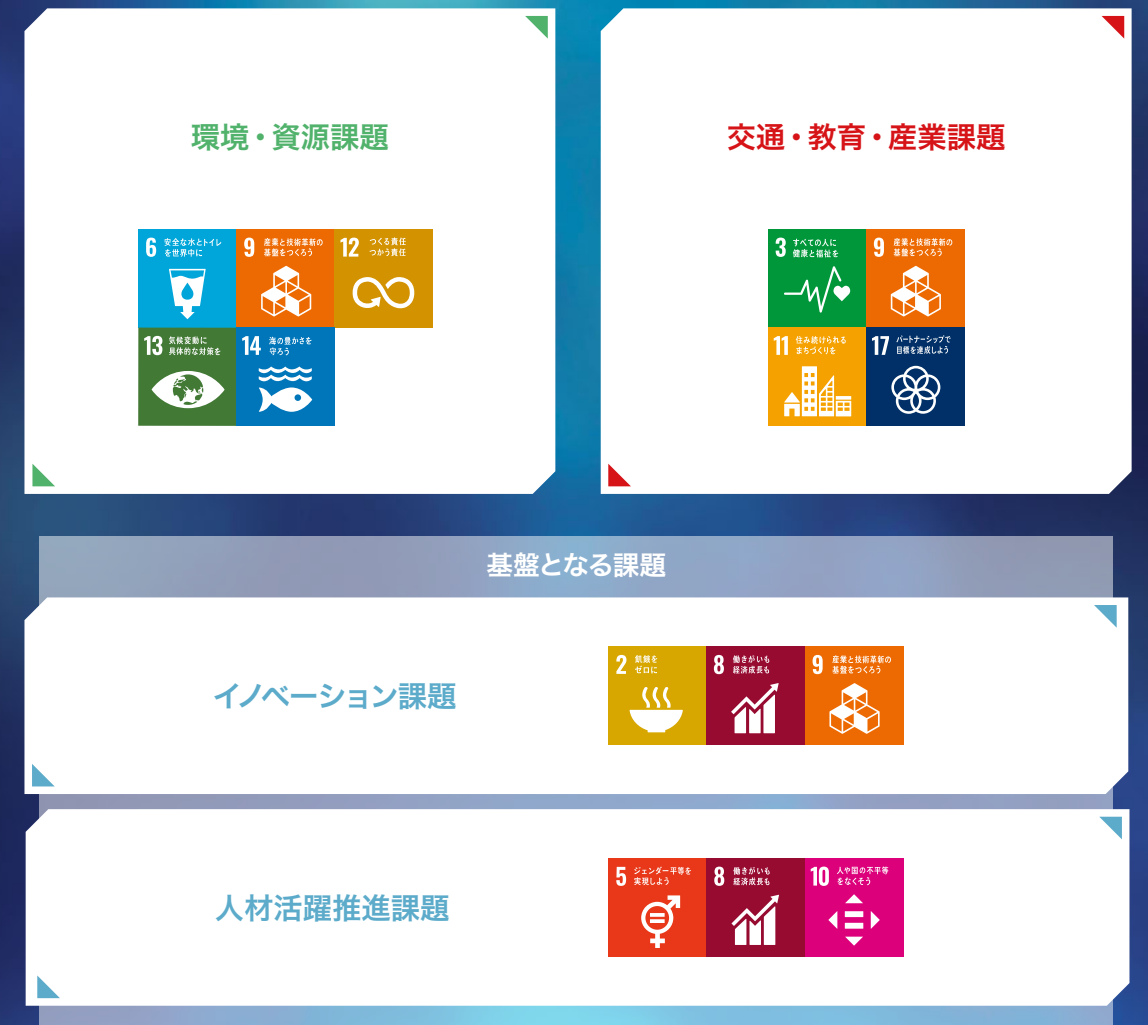 環境・資源課題
6 安全な水とトイレ
を世界中に
9 産業と技術革新の
基盤をつくろう
12 つくる責任
つかう責任
13 気候変動に
具体的な対策を
14 海の豊かさを
守ろう
交通・教育・産業課題
3 すべての人に
健康と福祉を
9 産業と技術革新の
基盤をつくろう
11 住み続けられる
まちづくりを
17 パートナーシップで
目標を達成しよう
基盤となる課題
イノベーション課題
2 飢餓を
ゼロに
8 働きがいも
経済成長も
9 産業と技術革新の
基盤をつくろう
人材活躍推進課題
5 ジェンダー平等を
実現しよう
8 働きがいも
経済成長も
10 人や国の不平等
をなくそう